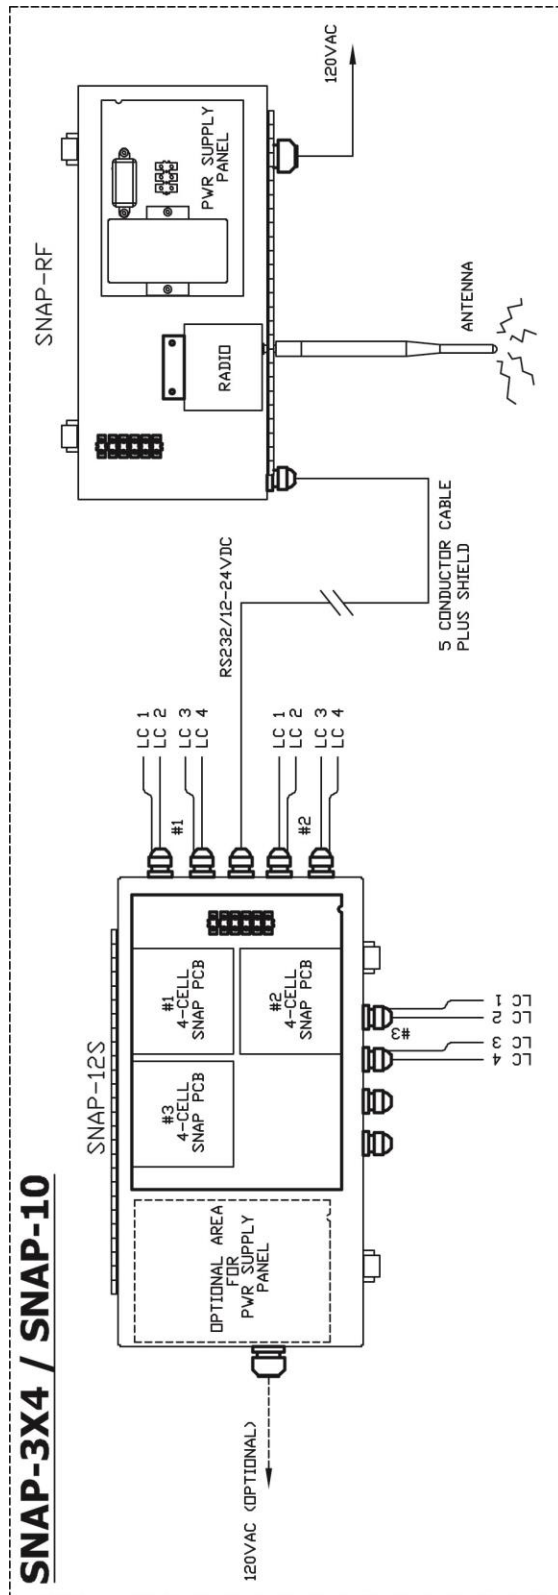 SNAP-3X4 / SNAP-10
SNAP-12S
120VAC (OPTIONAL)
OPTIONAL AREA
FOR
PWR SUPPLY
PANEL
#3
4-CELL
SNAP PCB
#1
4-CELL
SNAP PCB
#2
4-CELL
SNAP PCB
LC 1
LC 2
#1
LC 3
LC 4
RS232/12-24VDC
LC 1
LC 2
#2
LC 3
LC 4
LC 4
LC 3
#3
LC 2
LC 1
5 CONDUCTOR CABLE
PLUS SHIELD
SNAP-RF
RADIO
PWR SUPPLY
PANEL
ANTENNA
120VAC